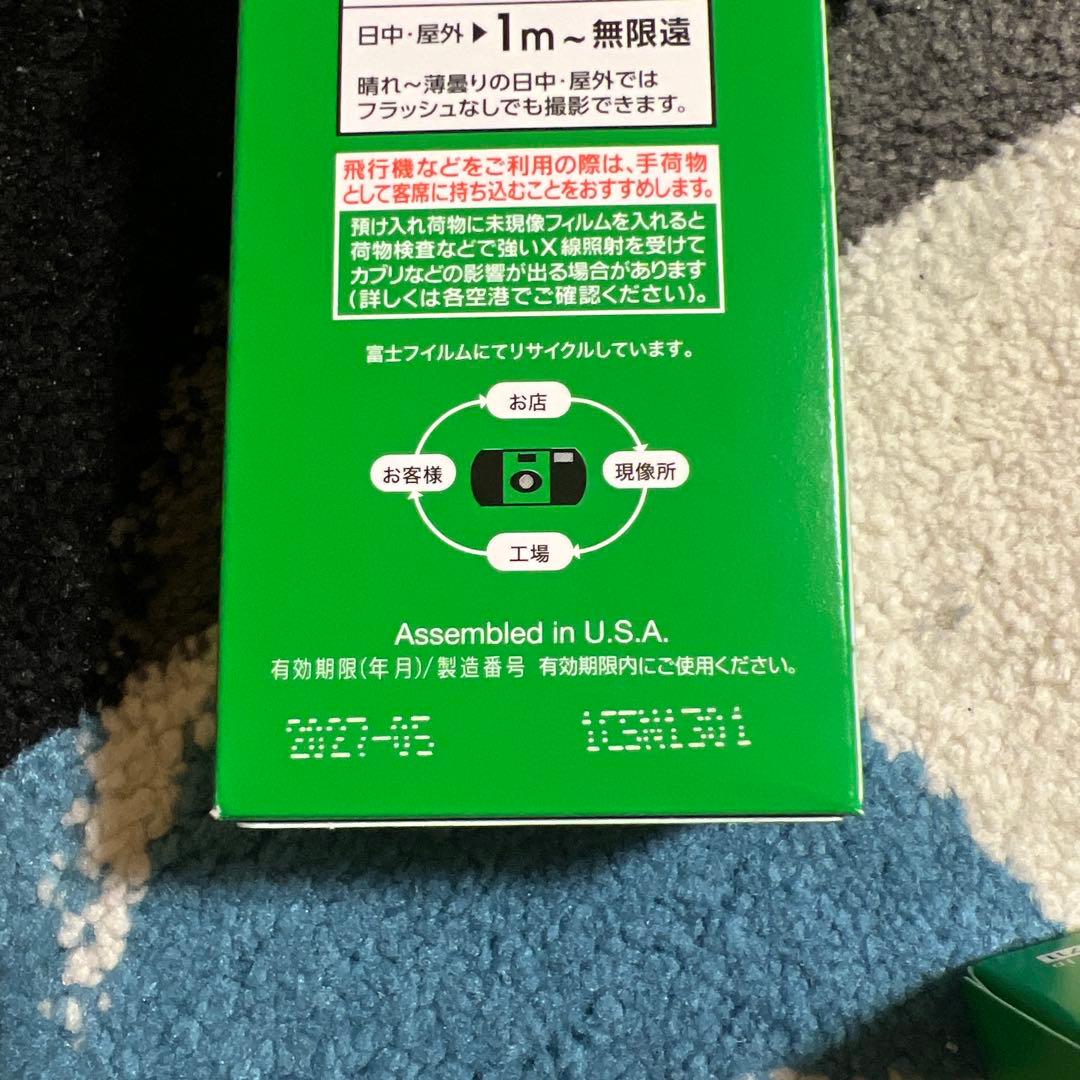 日中・屋外▶1m～無限遠
晴れ～薄曇りの日中・屋外では
フラッシュなしでも撮影できます。
飛行機などをご利用の際は、手荷物
として客席に持ち込むことをおすすめします。
預け入れ荷物に未現像フィルムを入れると
荷物検査などで強いX線照射を受けて
カブリなどの影響が出る場合があります
(詳しくは各空港でご確認ください)。
富士フイルムにてリサイクルしています。
お店
お客様
現像所
工場
Assembled in U.S.A.
有効期限(年月)/製造番号 有効期限内にご使用ください。
2027-05